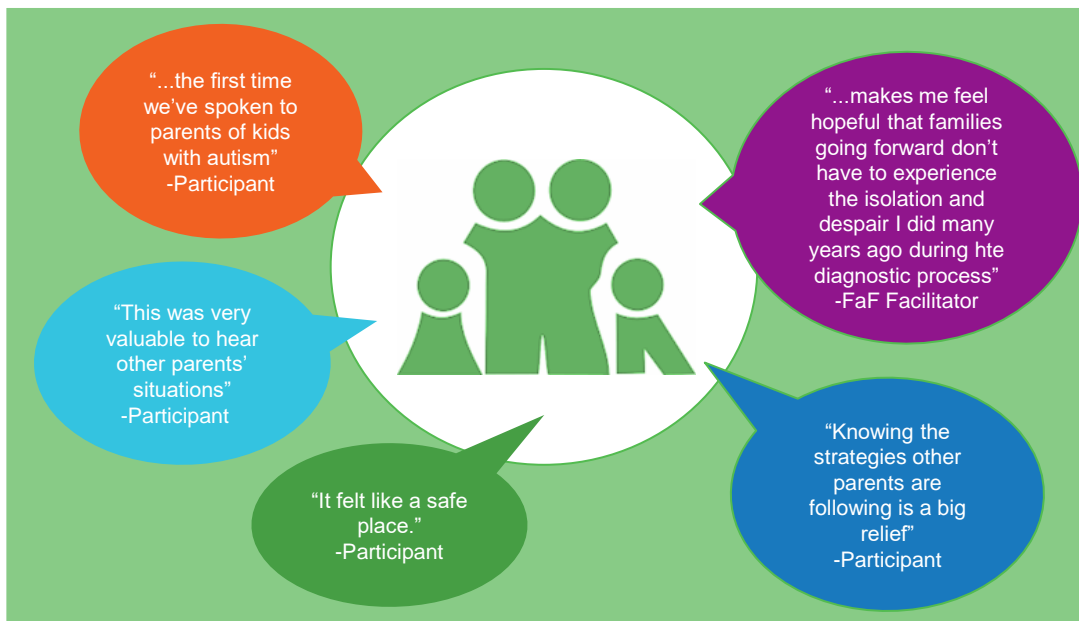 “...the first time
we’ve spoken to
parents of kids
with autism”
-Participant
“...makes me feel
hopeful that families
going forward don’t
have to experience
the isolation and
despair I did many
years ago during hte
diagnostic process”
-FaF Facilitator
“This was very
valuable to hear
other parents’
situations”
-Participant
“It felt like a safe
place.”
-Participant
“Knowing the
strategies other
parents are
following is a big
relief”
-Participant